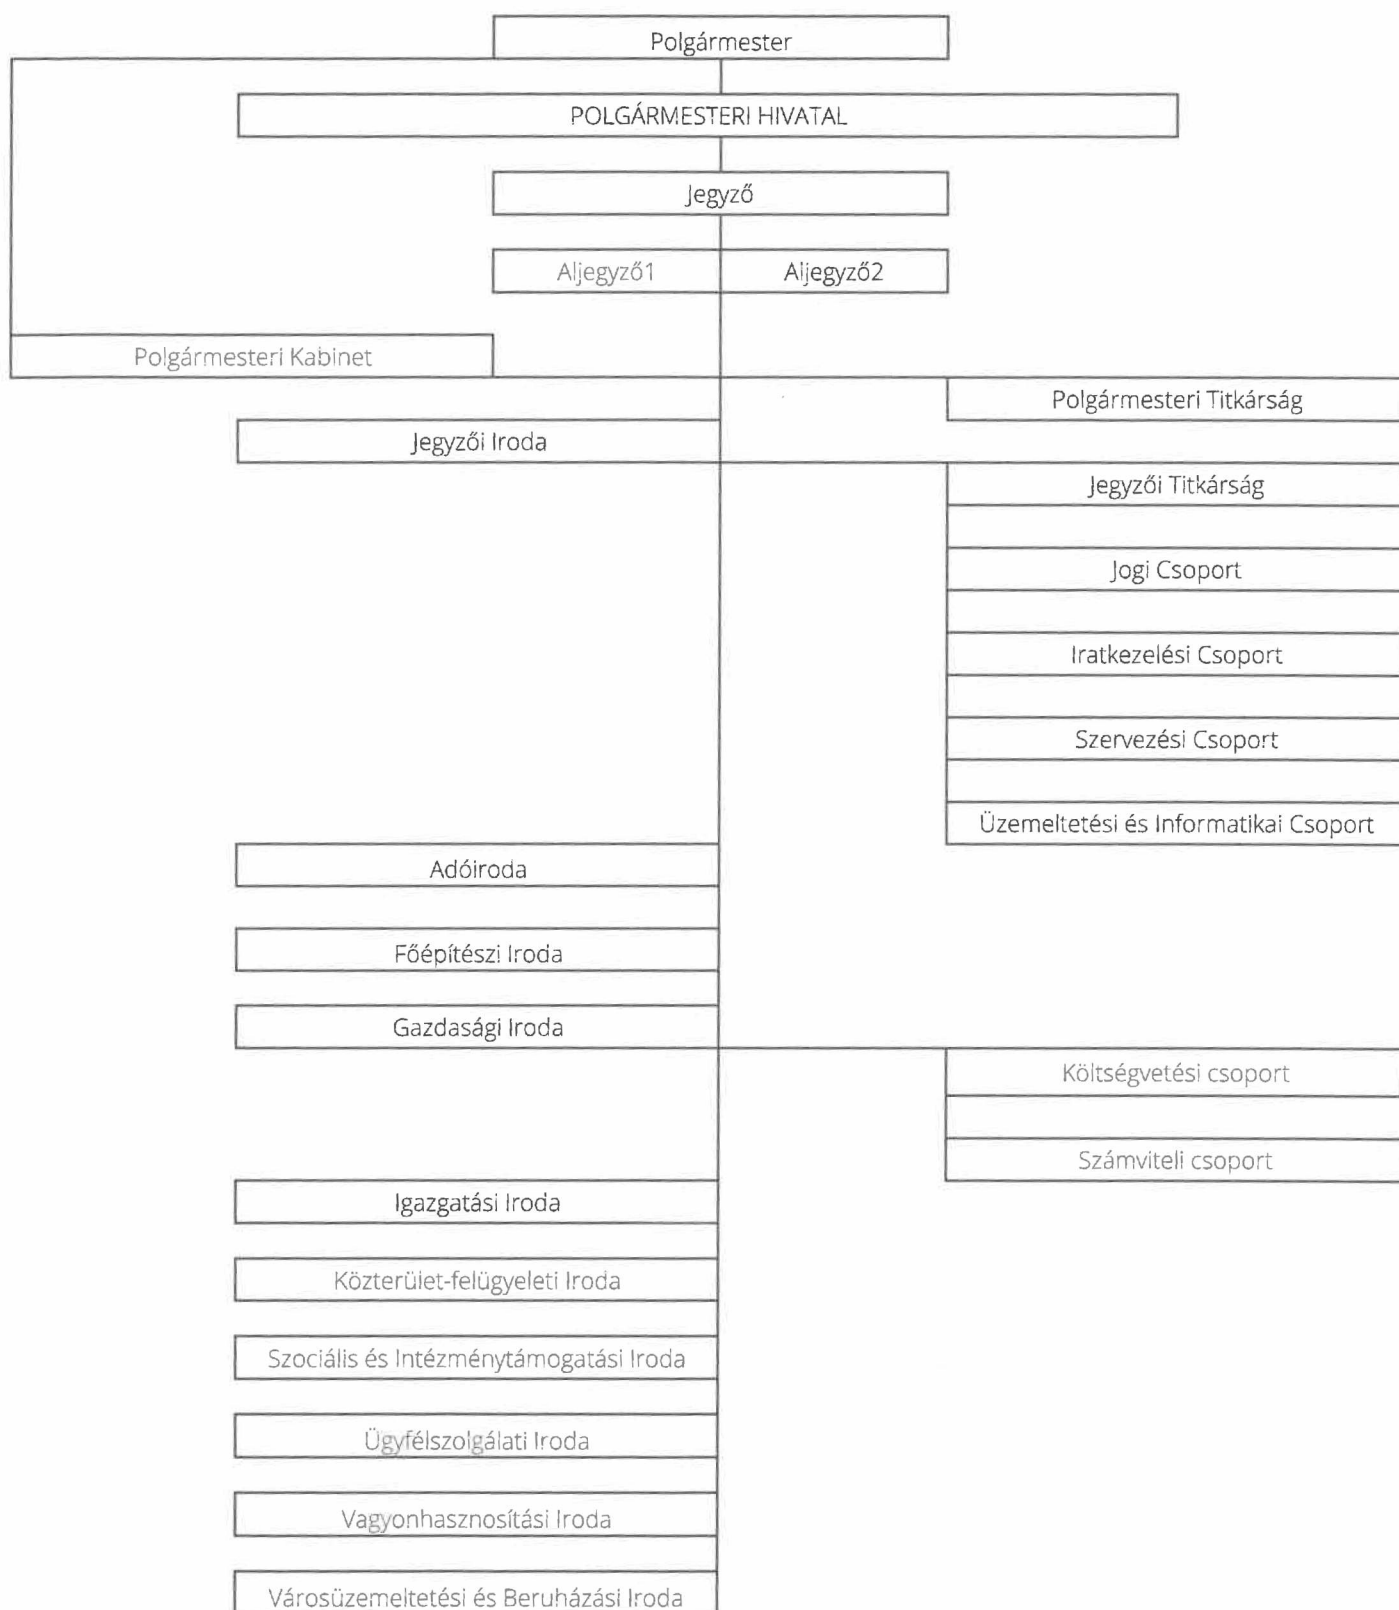 Polgármester
POLGÁRMESTERI HIVATAL
Jegyző
Aljegyző1
Aljegyző2
Polgármesteri Kabinet
Polgármesteri Titkárság
Jegyzői Iroda
Jegyzői Titkárság
Jogi Csoport
Iratkezelési Csoport
Szervezési Csoport
Üzemeltetési és Informatikai Csoport
Adóiroda
Főépítészi Iroda
Gazdasági Iroda
Költségvetési csoport
Számviteli csoport
Igazgatási Iroda
Közterület-felügyeleti Iroda
Szociális és Intézménytámogatási Iroda
Ügyfélszolgálati Iroda
Vagyonhasznosítási Iroda
Városüzemeltetési és Beruházási Iroda